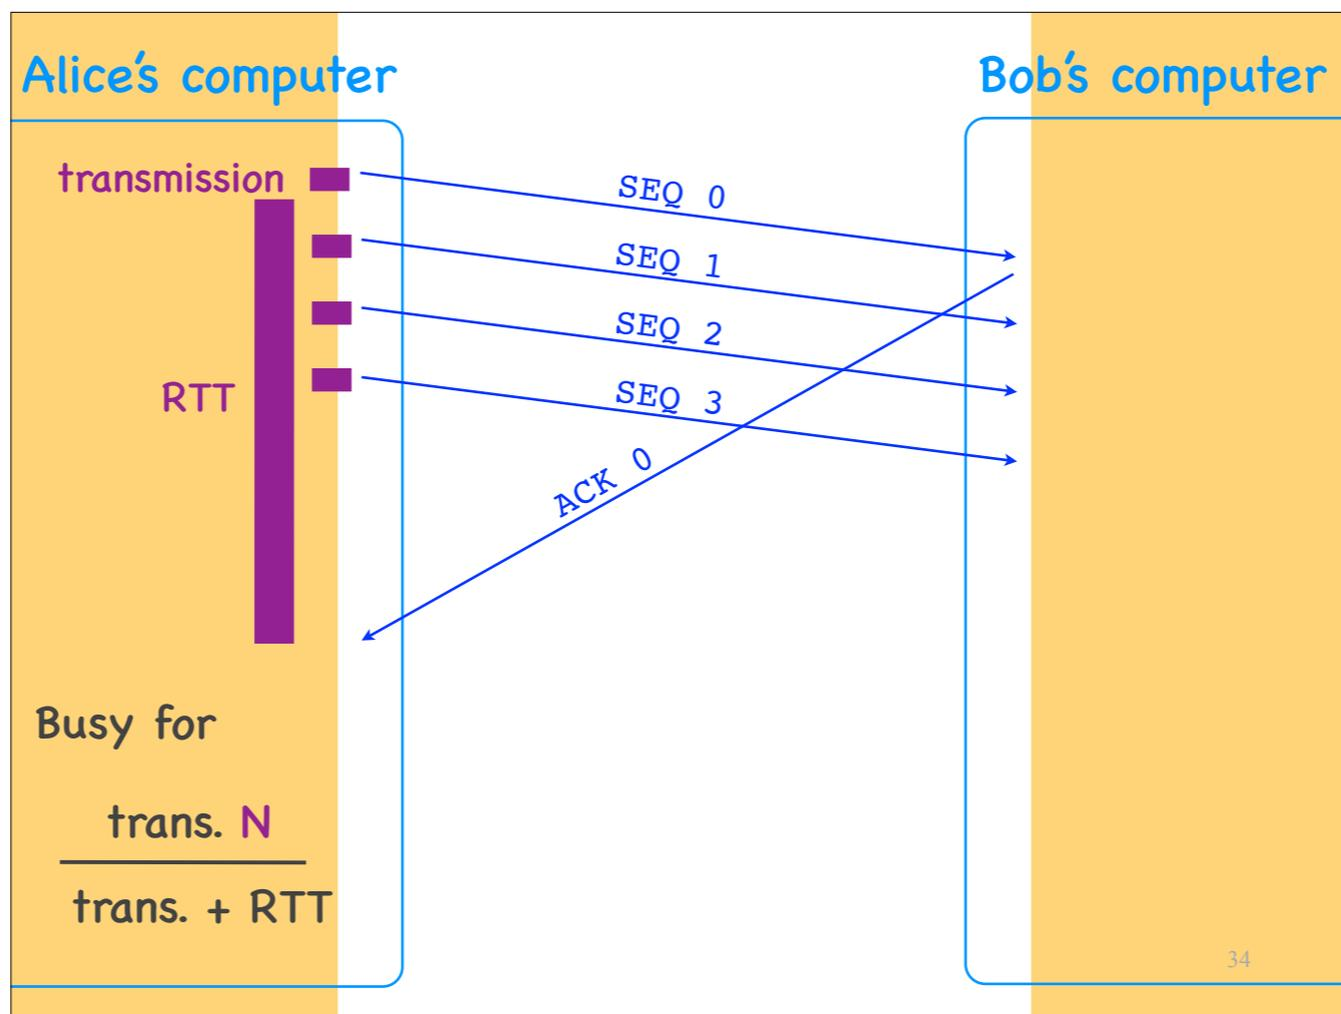 Alice's computer
Bob's computer
transmission
SEQ 0
SEQ 1
SEQ 2
SEQ 3
RTT
ACK 0
Busy for
trans. N
trans. + RTT
34